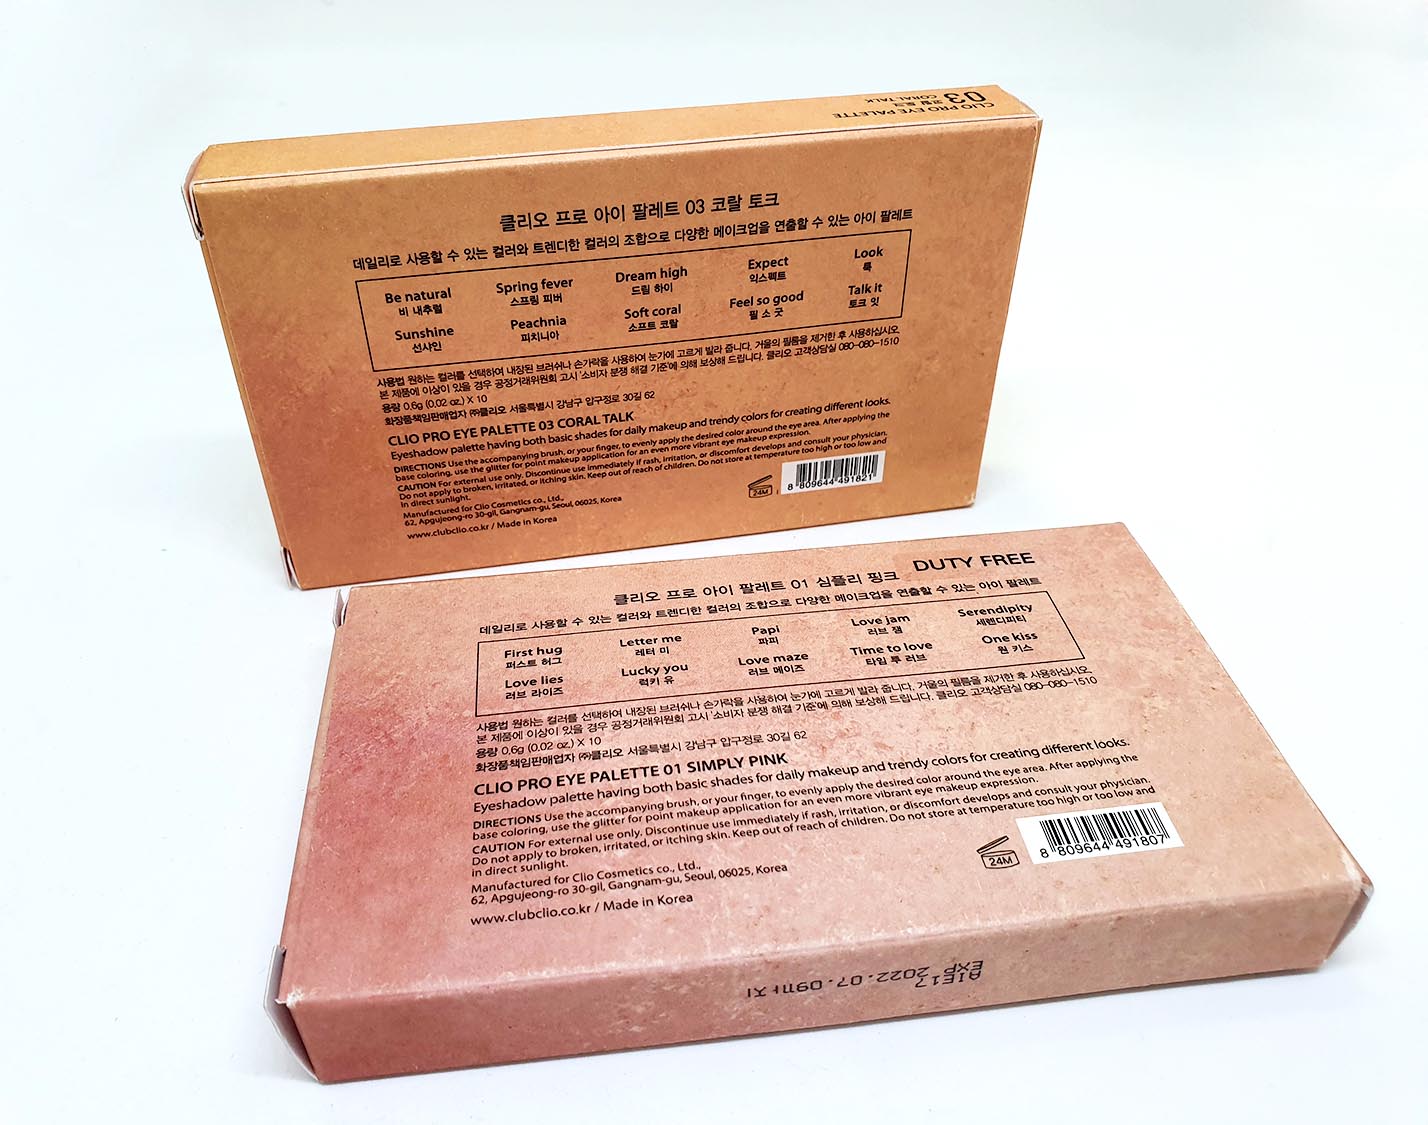 CLIO PRO EYE PALETTE
03 코랄 토크
CORAL TALK
클리오 프로 아이 팔레트 03 코랄 토크
데일리로 사용할 수 있는 컬러와 트렌디한 컬러의 조합으로 다양한 메이크업을 연출할 수 있는 아이 팔레트
Be natural Spring fever Dream high Expect Look
비 내추럴 스프링 피버 드림 하이 익스펙트 룩
Sunshine Peachnia Soft coral Feel so good Talk it
선샤인 피치니아 소프트 코랄 필 소 굿 토크 잇
사용법 원하는 컬러를 선택하여 내장된 브러쉬나 손가락을 사용하여 눈가에 고르게 발라 줍니다. 거울의 필름을 제거한 후 사용하십시오.
본 제품에 이상이 있을 경우 공정거래위원회 고시 '소비자 분쟁 해결 기준'에 의해 보상해 드립니다. 클리오 고객상담실 080-080-1510
용량 0.6g (0.02 oz.) X 10
화장품책임판매업자 ㈜클리오 서울특별시 강남구 압구정로 30길 62
CLIO PRO EYE PALETTE 03 CORAL TALK
Eyeshadow palette having both basic shades for daily makeup and trendy colors for creating different looks.
DIRECTIONS Use the accompanying brush, or your finger, to evenly apply the desired color around the eye area. After applying the
base coloring, use the glitter for point makeup application for an even more vibrant eye makeup expression.
CAUTION For external use only. Discontinue use immediately if rash, irritation, or discomfort develops and consult your physician.
Do not apply to broken, irritated, or itching skin. Keep out of reach of children. Do not store at temperature too high or too low and
in direct sunlight.
Manufactured for Clio Cosmetics co., Ltd.,
62, Apgujeong-ro 30-gil, Gangnam-gu, Seoul, 06025, Korea
www.clubclio.co.kr / Made in Korea
24M
8 809644 491821
DUTY FREE
클리오 프로 아이 팔레트 01 심플리 핑크
데일리로 사용할 수 있는 컬러와 트렌디한 컬러의 조합으로 다양한 메이크업을 연출할 수 있는 아이 팔레트
First hug Letter me Papi Love jam Serendipity
퍼스트 허그 레터 미 파피 러브 잼 세렌디피티
Love lies Lucky you Love maze Time to love One kiss
러브 라이즈 럭키 유 러브 메이즈 타임 투 러브 원 키스
사용법 원하는 컬러를 선택하여 내장된 브러쉬나 손가락을 사용하여 눈가에 고르게 발라 줍니다. 거울의 필름을 제거한 후 사용하십시오.
본 제품에 이상이 있을 경우 공정거래위원회 고시 '소비자 분쟁 해결 기준'에 의해 보상해 드립니다. 클리오 고객상담실 080-080-1510
용량 0.6g (0.02 oz.) X 10
화장품책임판매업자 ㈜클리오 서울특별시 강남구 압구정로 30길 62
CLIO PRO EYE PALETTE 01 SIMPLY PINK
Eyeshadow palette having both basic shades for daily makeup and trendy colors for creating different looks.
DIRECTIONS Use the accompanying brush, or your finger, to evenly apply the desired color around the eye area. After applying the
base coloring, use the glitter for point makeup application for an even more vibrant eye makeup expression.
CAUTION For external use only. Discontinue use immediately if rash, irritation, or discomfort develops and consult your physician.
Do not apply to broken, irritated, or itching skin. Keep out of reach of children. Do not store at temperature too high or too low and
in direct sunlight.
Manufactured for Clio Cosmetics co., Ltd.,
62, Apgujeong-ro 30-gil, Gangnam-gu, Seoul, 06025, Korea
www.clubclio.co.kr / Made in Korea
24M
8 809644 491807
AIE17
EXP 2022.07.09까지